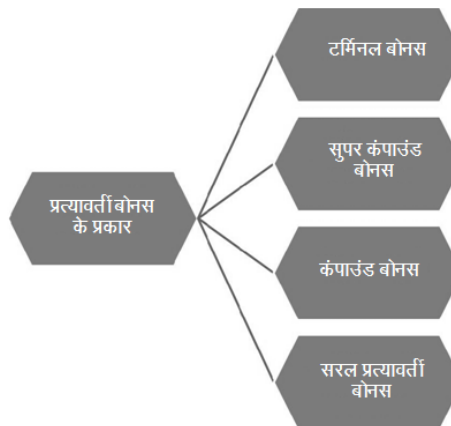 टर्मिनल बोनस
सुपर कंपाउंड
बोनस
प्रत्यावर्ती बोनस
के प्रकार
कंपाउंड बोनस
सरल प्रत्यावर्ती
बोनस